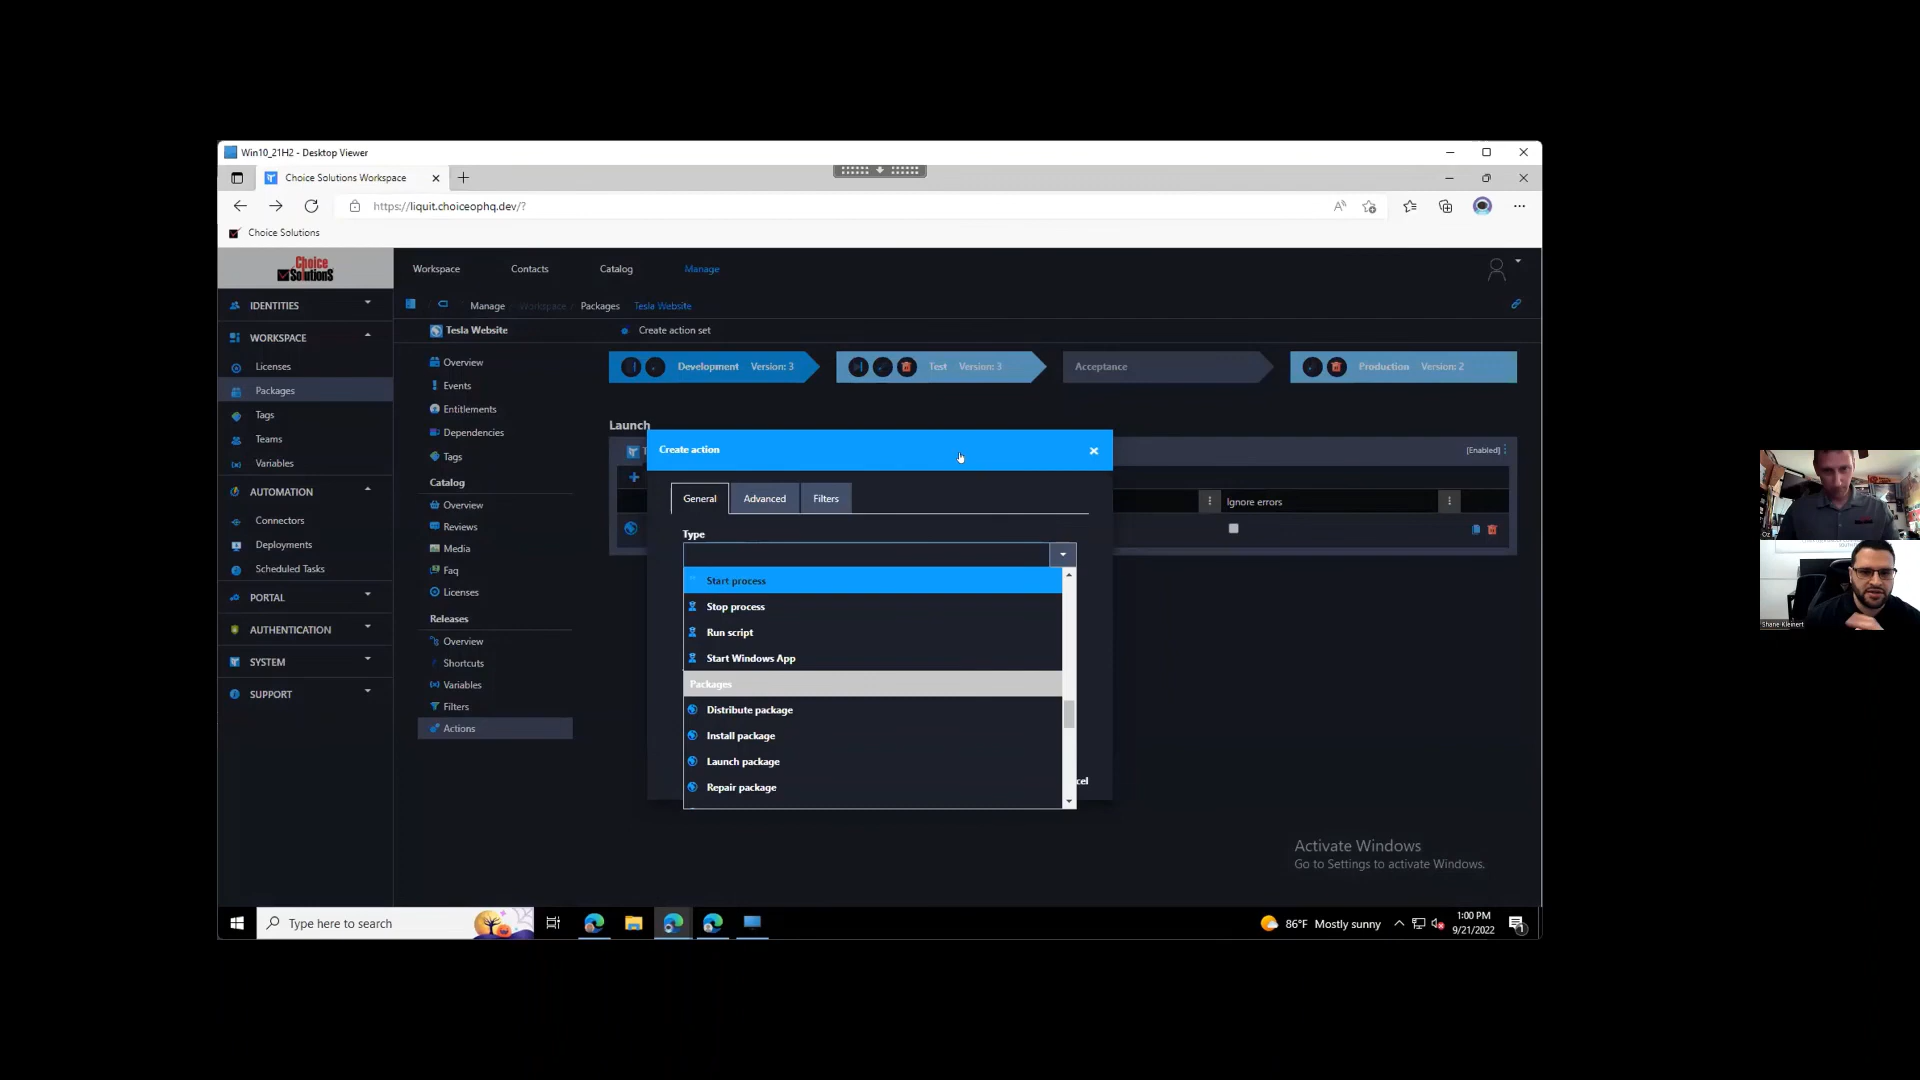 Win10_21H2 - Desktop Viewer
Choice Solutions Workspace
https://liquit.choiceophq.dev/?
Choice Solutions
Choice
Solutions
Workspace
Contacts
Catalog
Manage
IDENTITIES
WORKSPACE
Licenses
Packages
Tags
Teams
Variables
AUTOMATION
Connectors
Deployments
Scheduled Tasks
PORTAL
AUTHENTICATION
SYSTEM
SUPPORT
Manage
Workspace
Packages
Tesla Website
Tesla Website
Create action set
Overview
Events
Entitlements
Dependencies
Tags
Catalog
Overview
Reviews
Media
Faq
Licenses
Releases
Overview
Shortcuts
Variables
Filters
Actions
Development Version: 3
Test Version: 3
Acceptance
Production Version: 2
Launch
[Enabled]
Ignore errors
Create action
General
Advanced
Filters
Type
Start process
Stop process
Run script
Start Windows App
Packages
Distribute package
Install package
Launch package
Repair package
cel
Activate Windows
Go to Settings to activate Windows.
Type here to search
86°F Mostly sunny
1:00 PM
9/21/2022
1
Oz
Shane Kleinert